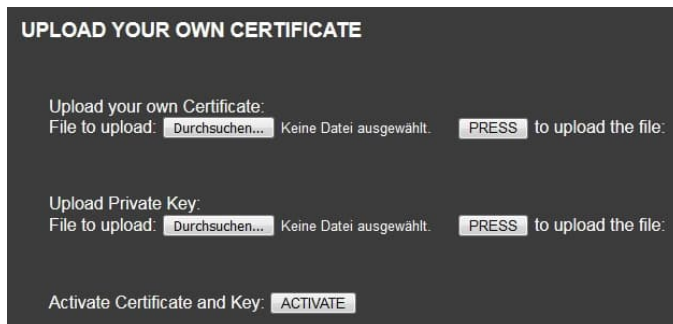 UPLOAD YOUR OWN CERTIFICATE
Upload your own Certificate:
File to upload: Durchsuchen... Keine Datei ausgewählt. PRESS to upload the file:
Upload Private Key:
File to upload: Durchsuchen... Keine Datei ausgewählt. PRESS to upload the file:
Activate Certificate and Key: ACTIVATE